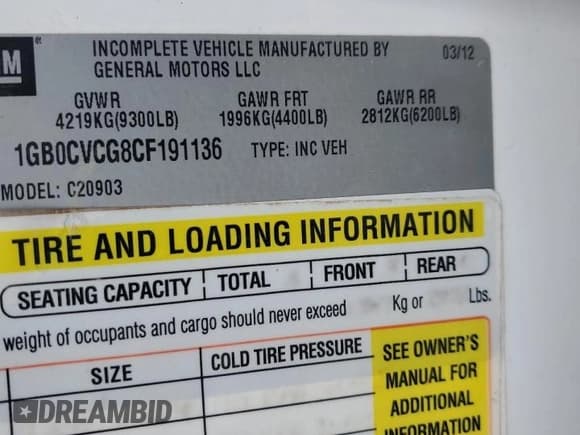 M
INCOMPLETE VEHICLE MANUFACTURED BY 03/12
GENERAL MOTORS LLC
GVWR GAWR FRT GAWR RR
4219KG(9300LB) 1996KG(4400LB) 2812KG(6200LB)
1GB0CVCG8CF191136 TYPE: INC VEH
MODEL: C20903
TIRE AND LOADING INFORMATION
SEATING CAPACITY TOTAL FRONT REAR
weight of occupants and cargo should never exceed Kg or Lbs.
SIZE COLD TIRE PRESSURE
SEE OWNER'S
MANUAL FOR
ADDITIONAL
INFORMATION
DREAMBID